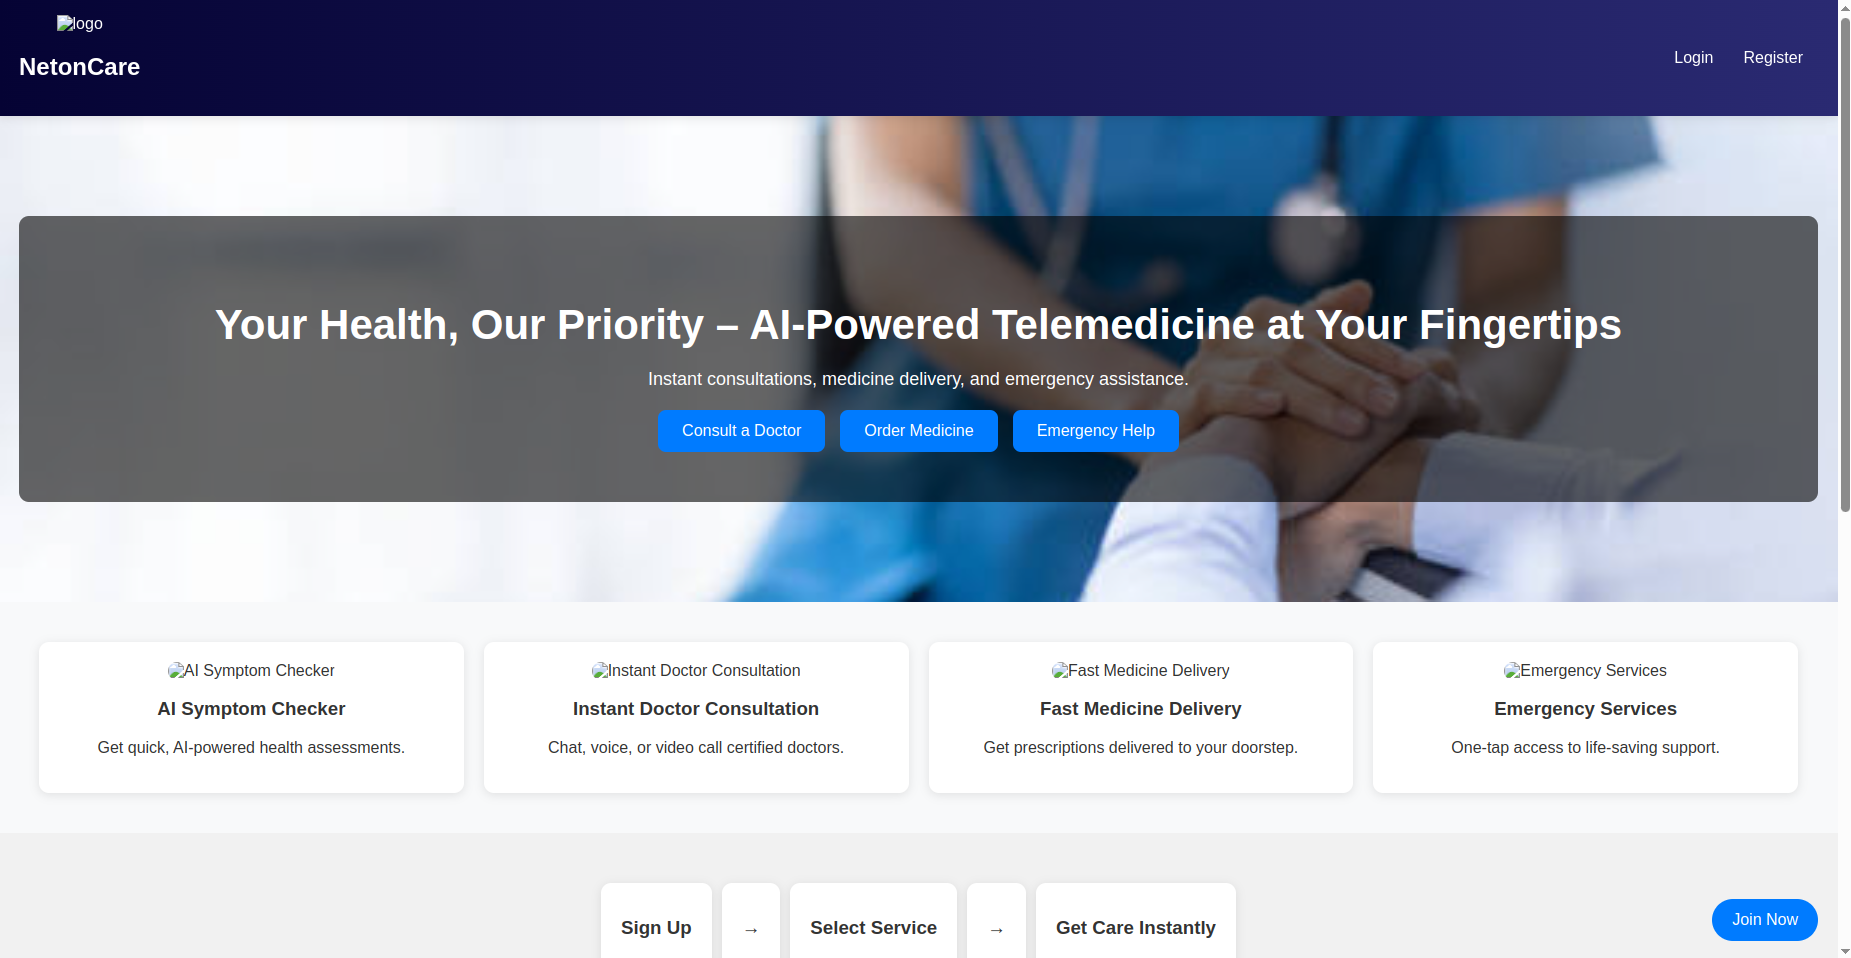 logo
NetonCare
Login Register
Your Health, Our Priority – AI-Powered Telemedicine at Your Fingertips
Instant consultations, medicine delivery, and emergency assistance.
Consult a Doctor Order Medicine Emergency Help
AI Symptom Checker Instant Doctor Consultation Fast Medicine Delivery Emergency Services
AI Symptom Checker Instant Doctor Consultation Fast Medicine Delivery Emergency Services
Get quick, AI-powered health assessments. Chat, voice, or video call certified doctors. Get prescriptions delivered to your doorstep. One-tap access to life-saving support.
Sign Up → Select Service → Get Care Instantly
Join Now